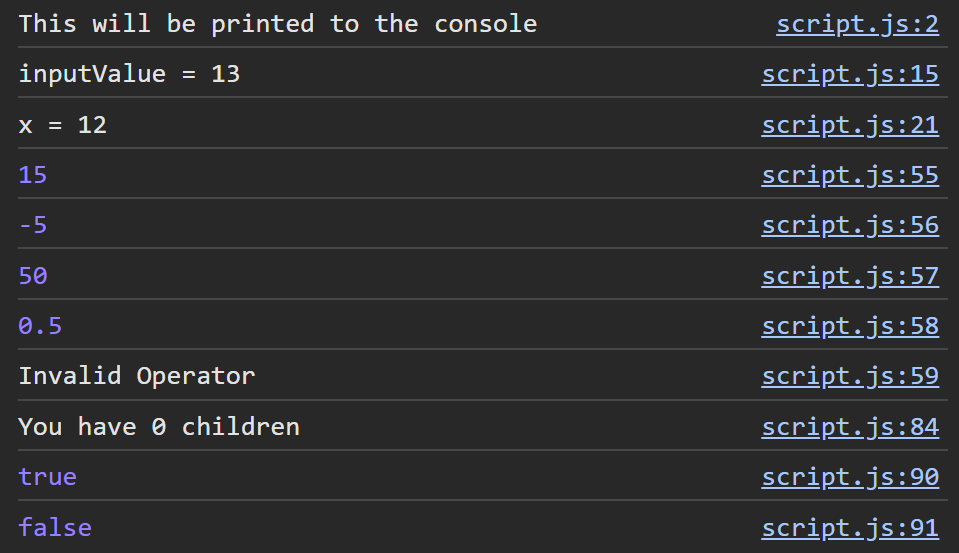 This will be printed to the console script.js:2
inputValue = 13 script.js:15
x = 12 script.js:21
15 script.js:55
-5 script.js:56
50 script.js:57
0.5 script.js:58
Invalid Operator script.js:59
You have 0 children script.js:84
true script.js:90
false script.js:91